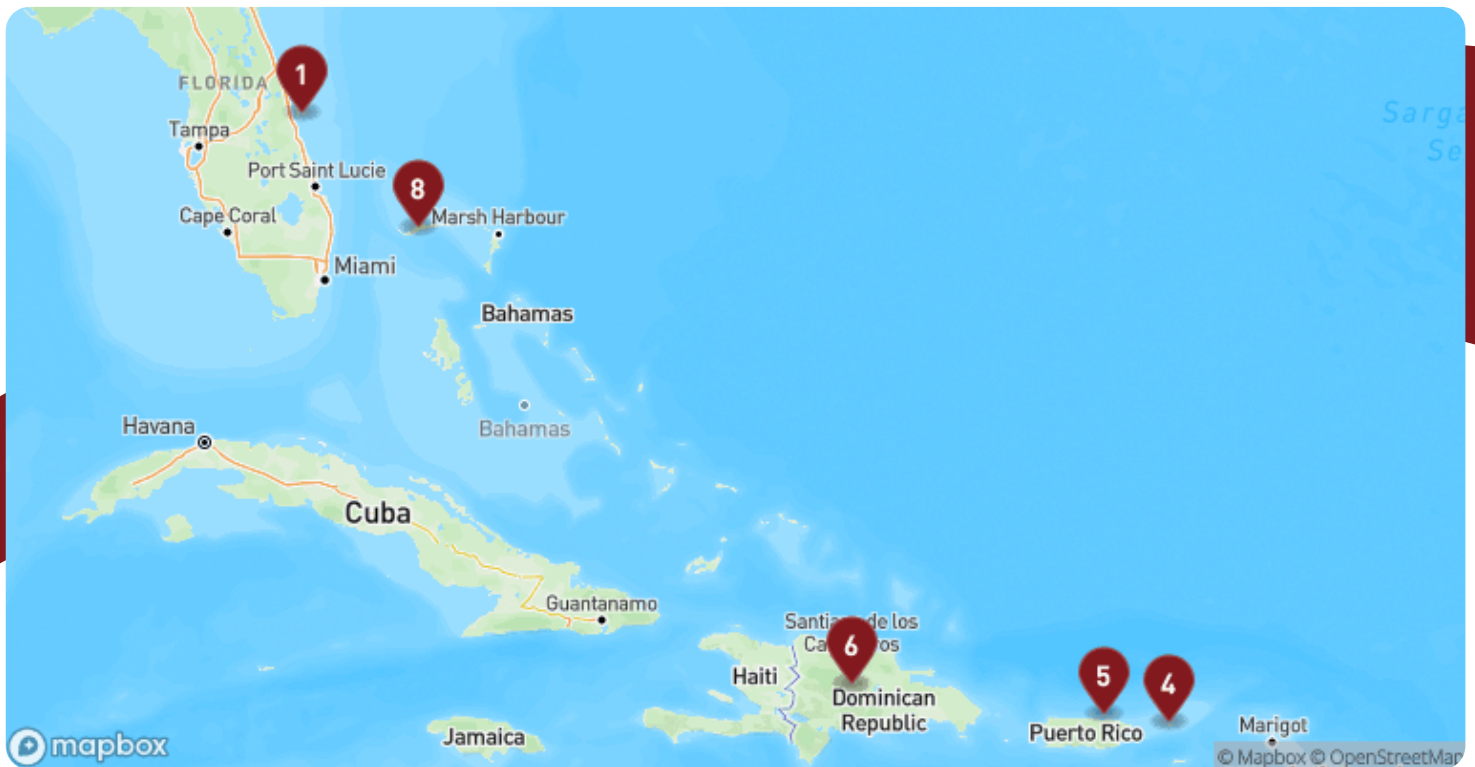 FLORIDA
1
Tampa
Port Saint Lucie
8
Cape Coral
Marsh Harbour
Miami
Bahamas
Havana
Bahamas
Cuba
Guantanamo
6
Haiti
Dominican
Republic
5
4
Puerto Rico
Marigot
Jamaica
mapbox
© Mapbox © OpenStreetMap